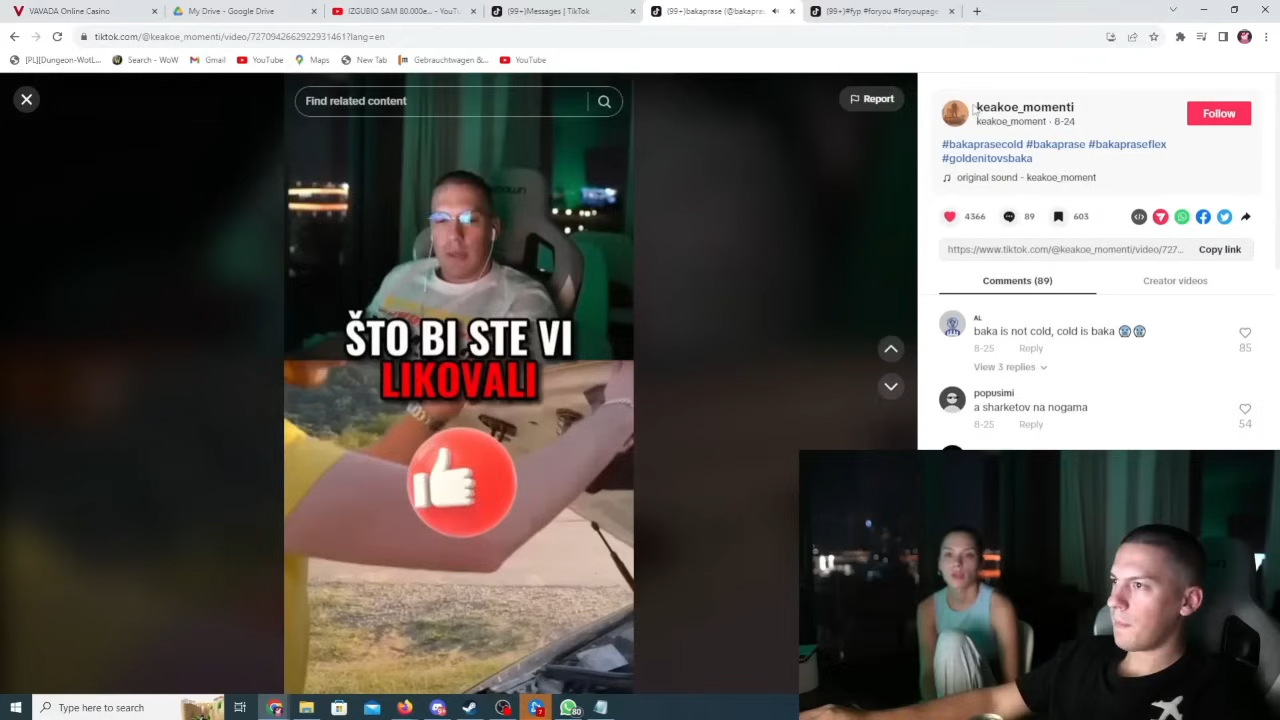 VAVADA Online Casino
My Drive - Google Drive
IZGUBIO SAM 80.000e... - YouTu
(99+)Messages | TikTok
(99+)bakaprase (@bakapras
(99+)#fyp #foryou #foryoupage
tiktok.com/@keakoe_momenti/video/7270942662922931461?lang=en
[PL][Dungeon-WotL...
Search - WoW
Gmail
YouTube
Maps
New Tab
Gebrauchtwagen &...
YouTube
Find related content
Report
ŠTO BI STE VI
LIKOVALI
keakoe_momenti
keakoe_moment · 8-24
Follow
#bakaprasecold #bakaprase #bakapraseflex
#goldenitovsbaka
original sound - keakoe_moment
4366
89
603
https://www.tiktok.com/@keakoe_momenti/video/727...
Copy link
Comments (89)
Creator videos
AL
baka is not cold, cold is baka
8-25 Reply
85
View 3 replies
popusimi
a sharketov na nogama
8-25 Reply
54
Type here to search
80